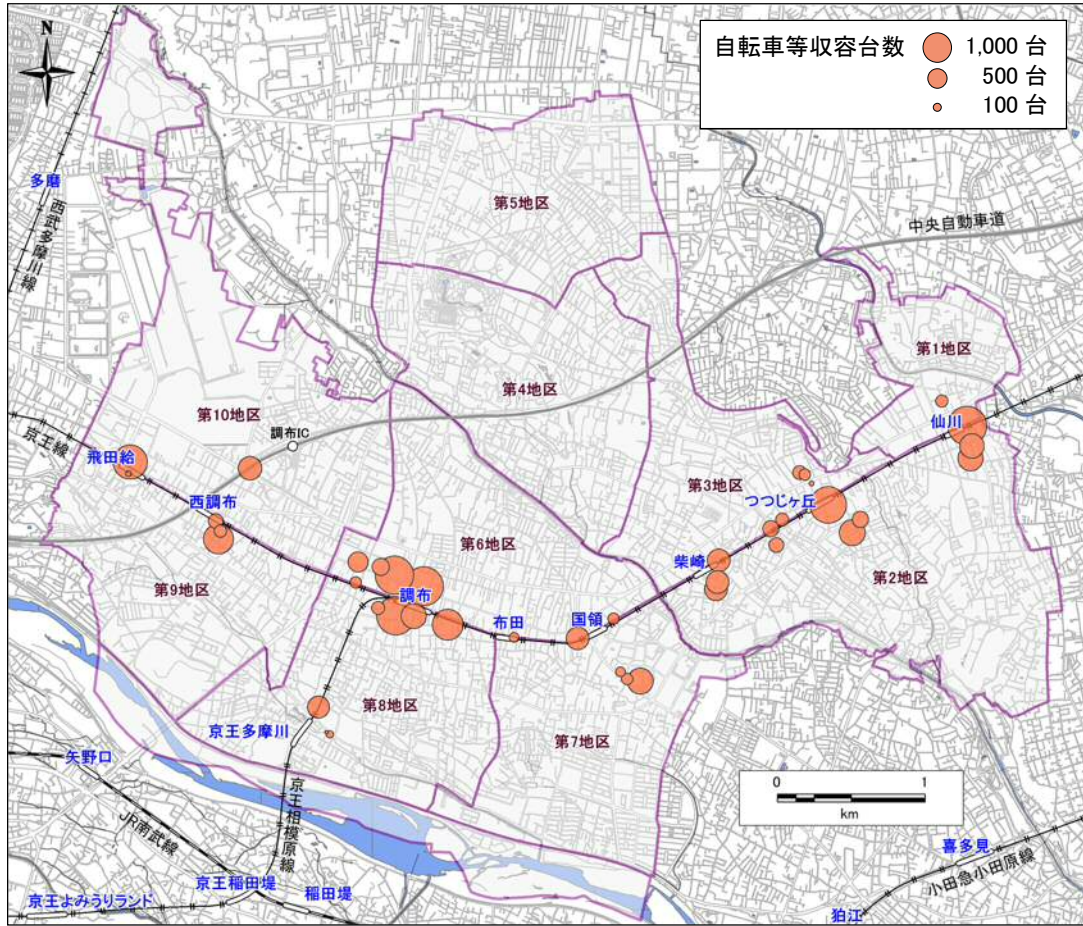 N
自転車等収容台数
1,000 台
500 台
100 台
多磨
西武多摩川線
第5地区
中央自動車道
第1地区
第4地区
第10地区
調布IC
仙川
京王線
飛田給
第3地区
つつじヶ丘
西調布
第6地区
柴崎
第2地区
第9地区
調布
布田
国領
第8地区
京王多摩川
第7地区
矢野口
0 1
km
京王相模原線
JR南武線
喜多見
小田急小田原線
京王稲田堤
稲田堤
京王よみうりランド
狛江